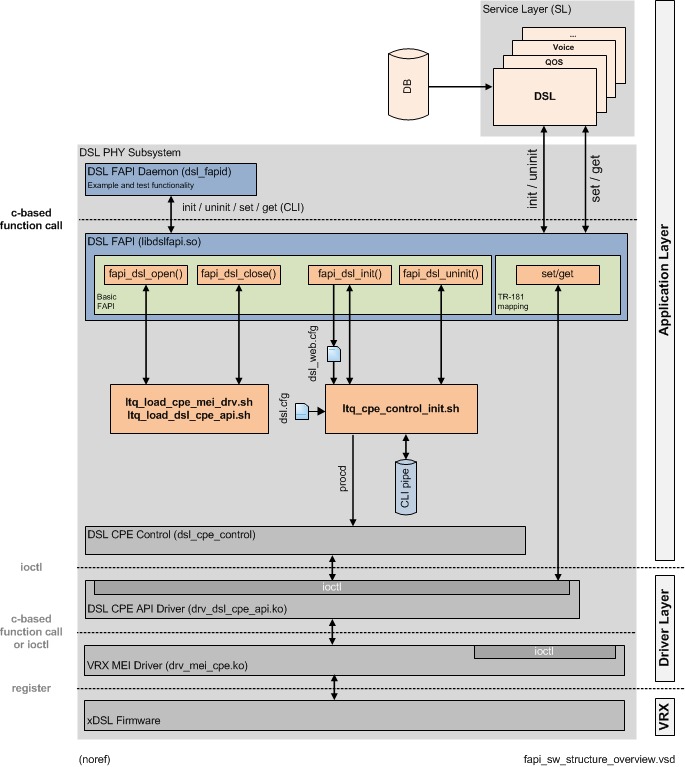 Service Layer (SL)
...
Voice
QOS
DSL
DB
DSL PHY Subsystem
DSL FAPI Daemon (dsl_fapid)
Example and test functionality
init / uninit / set / get (CLI)
init / uninit
set / get
c-based
function call
DSL FAPI (libdslfapi.so)
fapi_dsl_open()
fapi_dsl_close()
fapi_dsl_init()
fapi_dsl_uninit()
set/get
Basic
FAPI
TR-181
mapping
Application Layer
dsl_web.cfg
ltq_load_cpe_mei_drv.sh
ltq_load_dsl_cpe_api.sh
dsl.cfg
ltq_cpe_control_init.sh
procd
CLI pipe
DSL CPE Control (dsl_cpe_control)
ioctl
ioctl
DSL CPE API Driver (drv_dsl_cpe_api.ko)
c-based
function call
or ioctl
Driver Layer
ioctl
VRX MEI Driver (drv_mei_cpe.ko)
register
xDSL Firmware
VRX
(noref)
fapi_sw_structure_overview.vsd